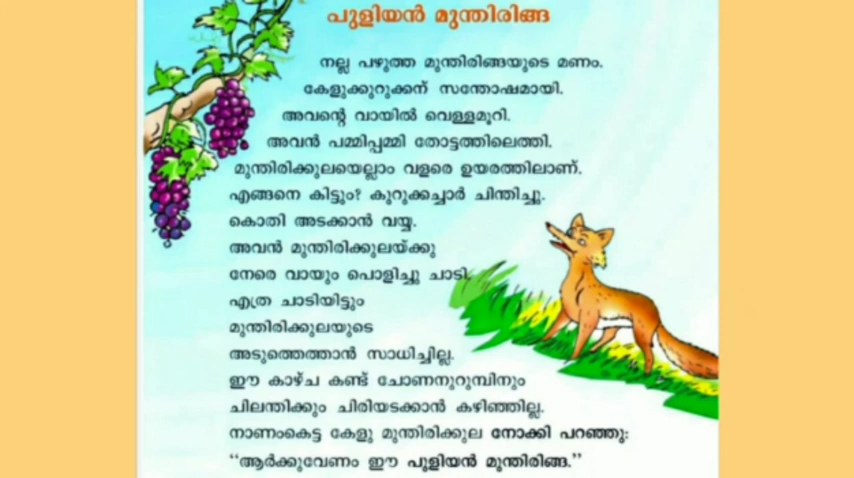 പുളിയൻ മുന്തിരിങ്ങ
നല്ല പഴുത്ത മുന്തിരിങ്ങയുടെ മണം.
കേളുക്കുറുക്കന് സന്തോഷമായി.
അവന്റെ വായിൽ വെള്ളമൂറി.
അവൻ പമ്മിപ്പമ്മി തോട്ടത്തിലെത്തി.
മുന്തിരിക്കുലയെല്ലാം വളരെ ഉയരത്തിലാണ്.
എങ്ങനെ കിട്ടും? കുറുക്കച്ചാർ ചിന്തിച്ചു.
കൊതി അടക്കാൻ വയ്യ.
അവൻ മുന്തിരിക്കുലയ്ക്കു
നേരെ വായും പൊളിച്ചു ചാടി.
എത്ര ചാടിയിട്ടും
മുന്തിരിക്കുലയുടെ
അടുത്തെത്താൻ സാധിച്ചില്ല.
ഈ കാഴ്ച കണ്ട് ചോണനുറുമ്പിനും
ചിലന്തിക്കും ചിരിയടക്കാൻ കഴിഞ്ഞില്ല.
നാണംകെട്ട കേളു മുന്തിരിക്കുല നോക്കി പറഞ്ഞു:
“ആർക്കുവേണം ഈ പുളിയൻ മുന്തിരിങ്ങ.”